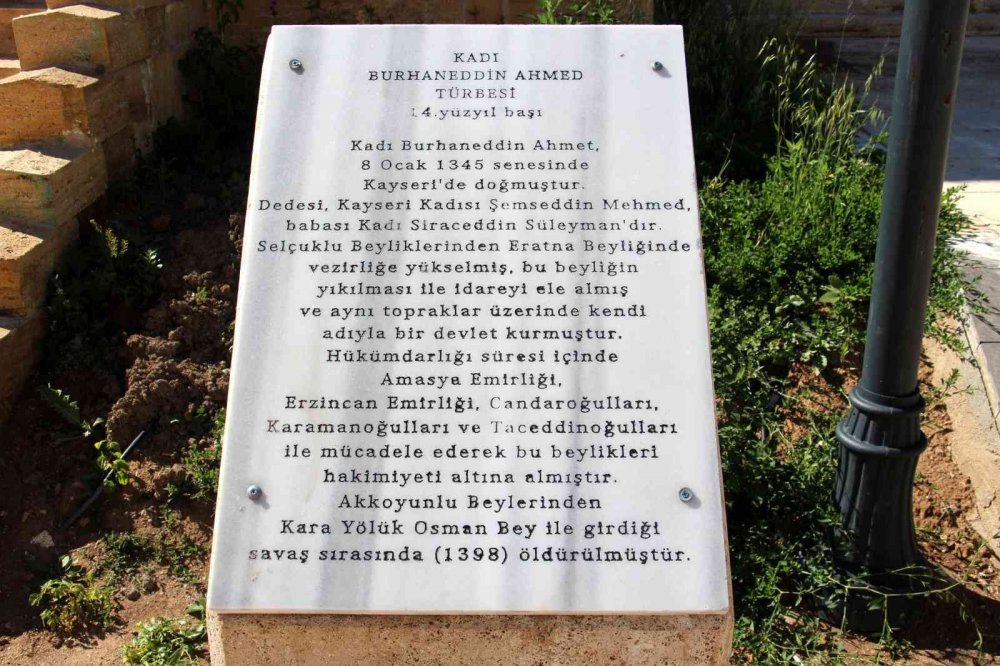 KADI
BURHANEDDİN AHMED
TÜRBESİ
14.yüzyıl başı
Kadı Burhaneddin Ahmet,
8 Ocak 1345 senesinde
Kayseri'de doğmuştur.
Dedesi, Kayseri Kadısı Şemseddin Mehmed,
babası Kadı Siraceddin Süleyman'dır.
Selçuklu Beyliklerinden Eratna Beyliğinde
vezirliğe yükselmiş, bu beyliğin
yıkılması ile idareyi ele almış
ve aynı topraklar üzerinde kendi
adıyla bir devlet kurmuştur.
Hükümdarlığı süresi içinde
Amasya Emirliği,
Erzincan Emirliği, Candaroğulları,
Karamanoğulları ve Taceddinoğulları
ile mücadele ederek bu beylikleri
hakimiyeti altına almıştır.
Akkoyunlu Beylerinden
Kara Yölük Osman Bey ile girdiği
savaş sırasında (1398) öldürülmüştür.